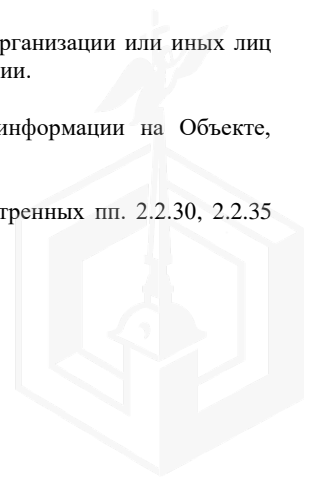 рганизации или иных лиц
ии.
информации на Объекте,
тренных пп. 2.2.30, 2.2.35